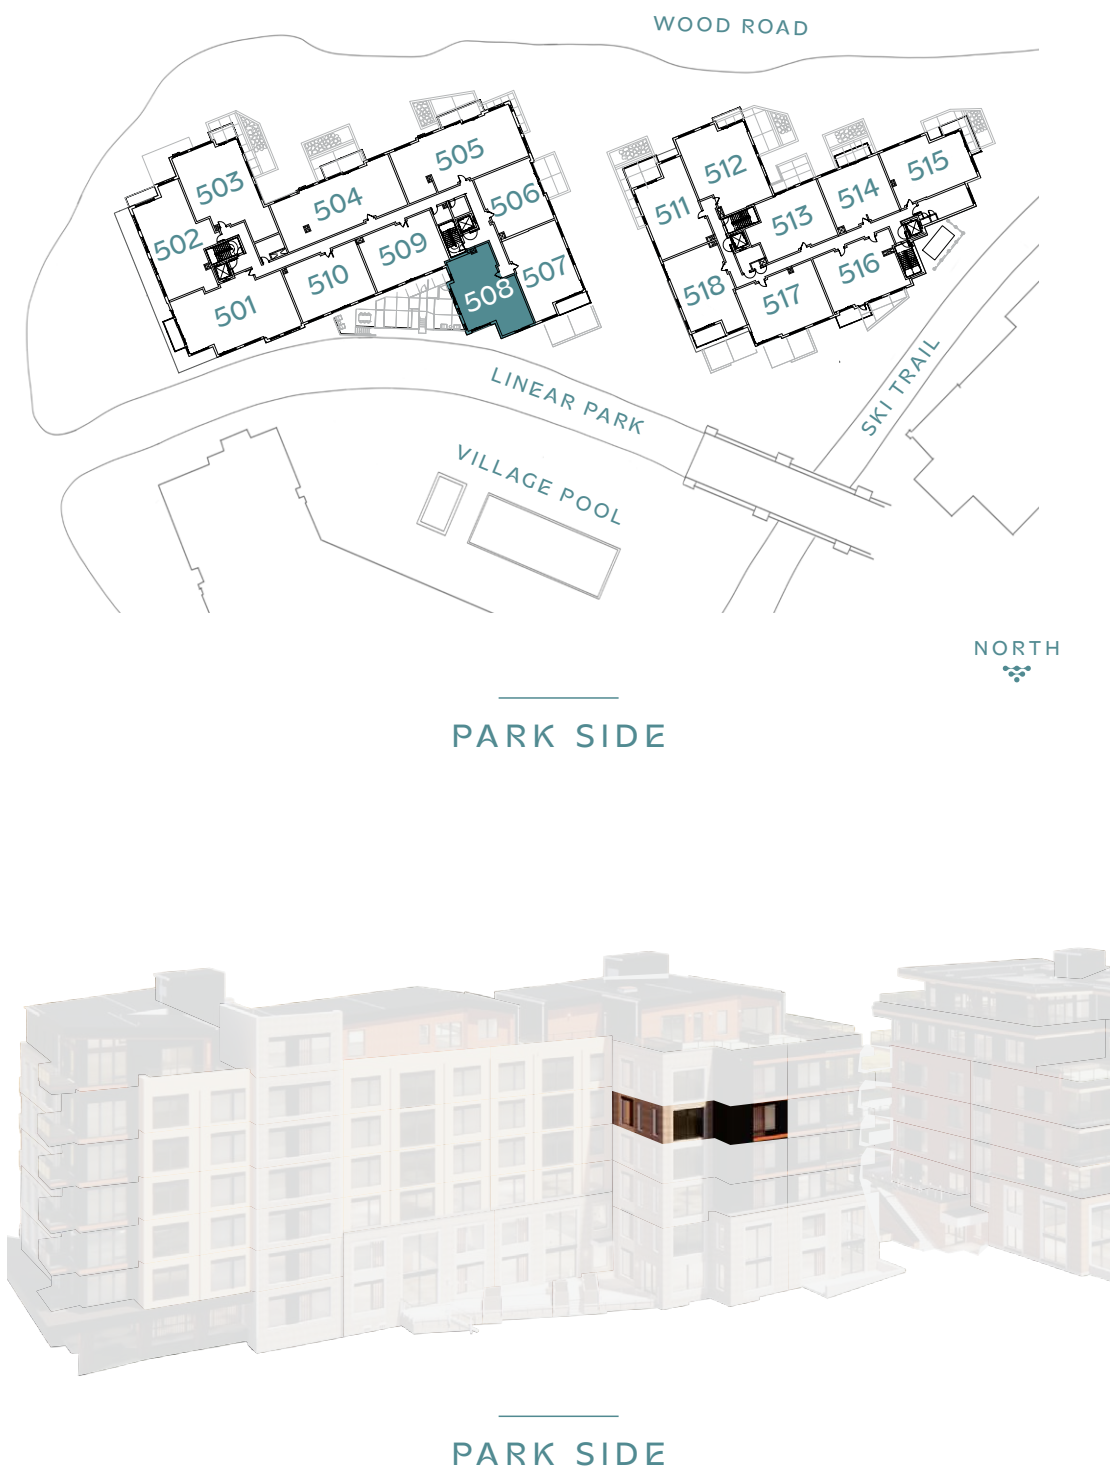 WOOD ROAD
505
503
504
506
502
509
507
510
508
501
512
515
514
511
513
516
518
517
LINEAR PARK
SKI TRAIL
VILLAGE POOL
NORTH
PARK SIDE
PARK SIDE